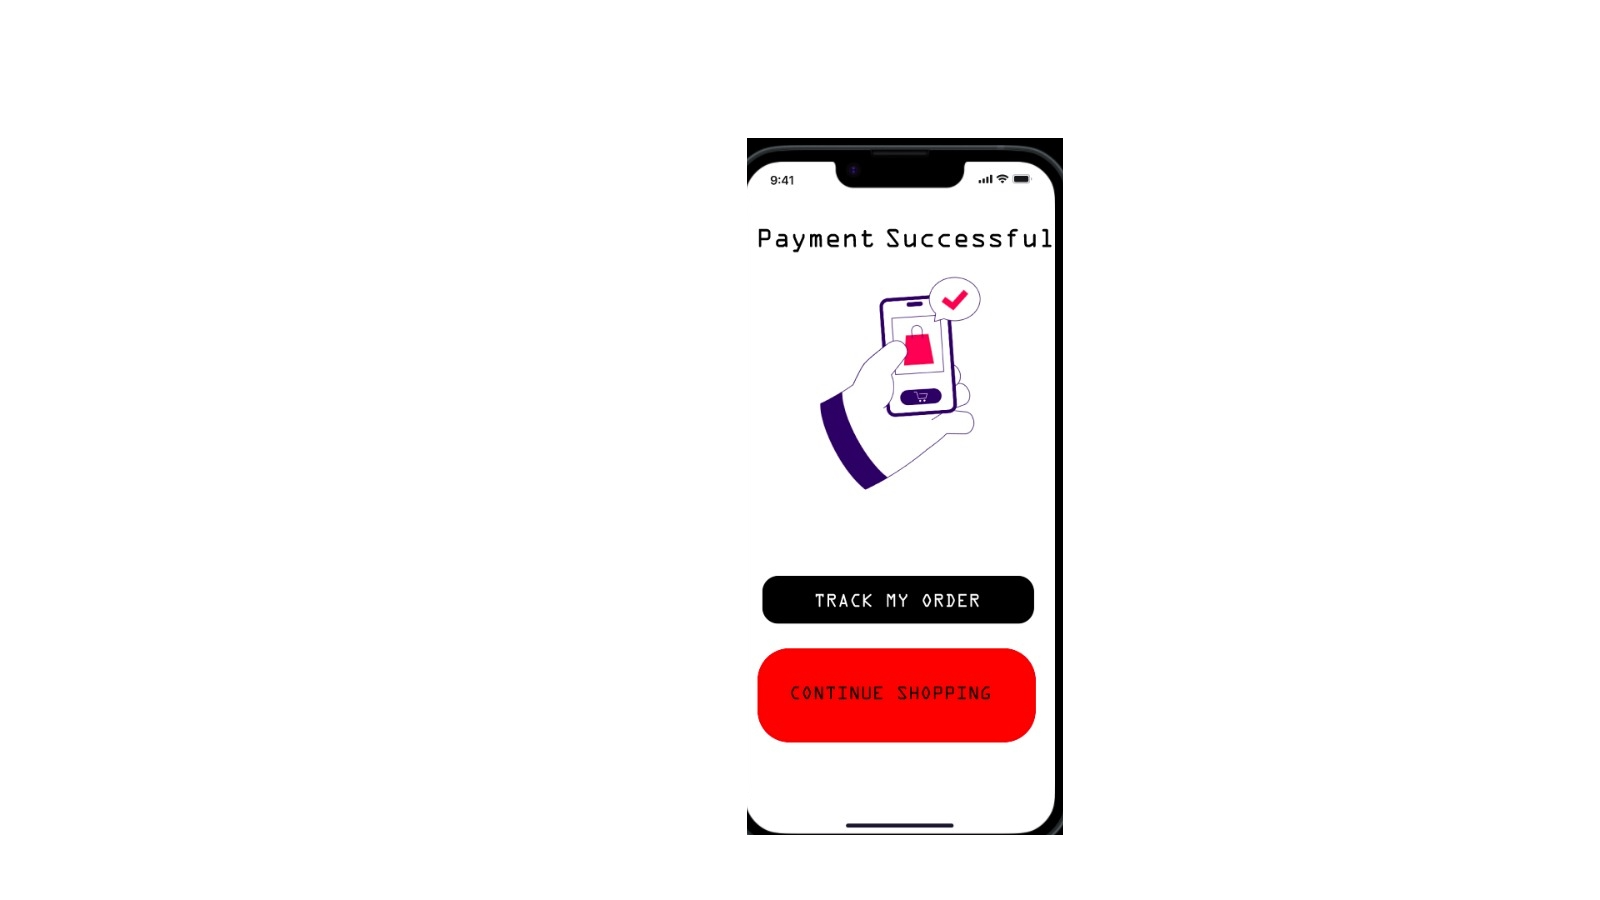 9:41
Payment Successful
TRACK MY ORDER
CONTINUE SHOPPING